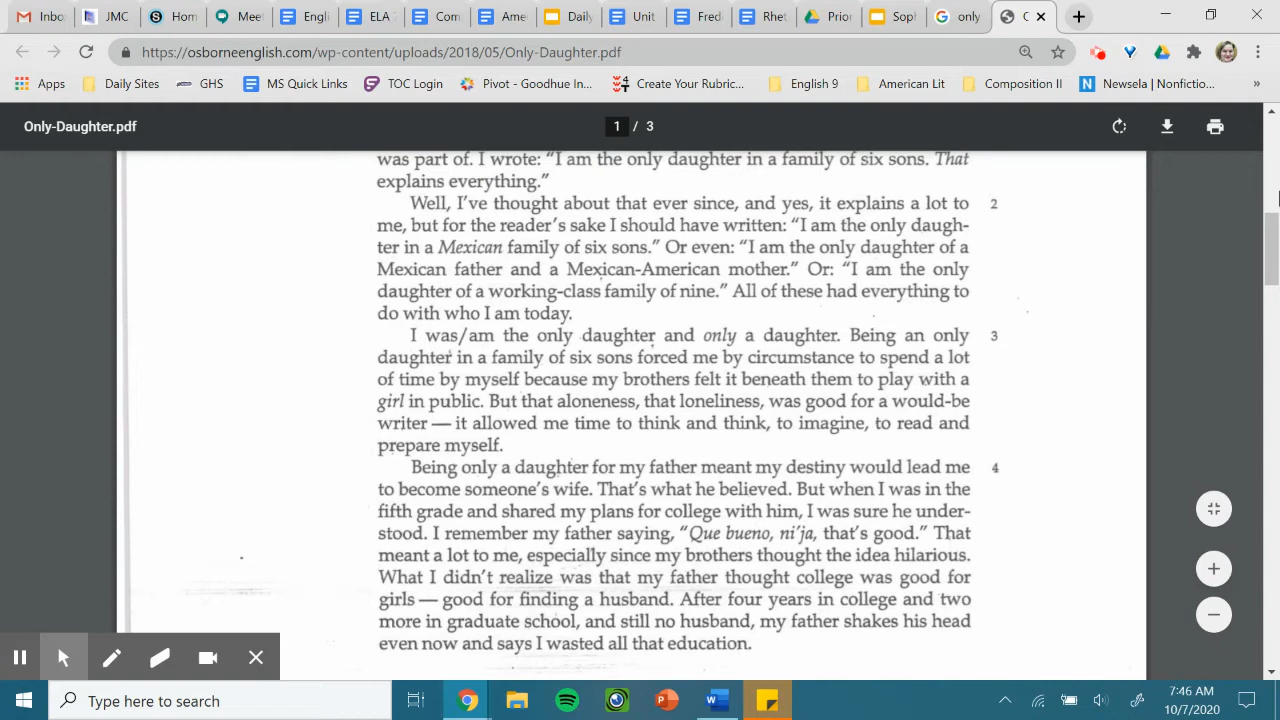 Inbo
JMC
Hom
Meet
Engli
ELA
Com
Ame
Daily
Unit
Fred
Rhet
Prior
Soph
only
C
https://osborneenglish.com/wp-content/uploads/2018/05/Only-Daughter.pdf
Apps
Daily Sites
GHS
MS Quick Links
TOC Login
Pivot - Goodhue In...
Create Your Rubric...
English 9
American Lit
Composition II
Newsela | Nonfictio...
»
Only-Daughter.pdf
1 / 3
was part of. I wrote: “I am the only daughter in a family of six sons. That
explains everything.”
Well, I’ve thought about that ever since, and yes, it explains a lot to 2
me, but for the reader’s sake I should have written: “I am the only daugh-
ter in a Mexican family of six sons.” Or even: “I am the only daughter of a
Mexican father and a Mexican-American mother.” Or: “I am the only
daughter of a working-class family of nine.” All of these had everything to
do with who I am today.
I was/am the only daughter and only a daughter. Being an only 3
daughter in a family of six sons forced me by circumstance to spend a lot
of time by myself because my brothers felt it beneath them to play with a
girl in public. But that aloneness, that loneliness, was good for a would-be
writer — it allowed me time to think and think, to imagine, to read and
prepare myself.
Being only a daughter for my father meant my destiny would lead me 4
to become someone’s wife. That’s what he believed. But when I was in the
fifth grade and shared my plans for college with him, I was sure he under-
stood. I remember my father saying, “Que bueno, ni’ja, that’s good.” That
meant a lot to me, especially since my brothers thought the idea hilarious.
What I didn’t realize was that my father thought college was good for
girls — good for finding a husband. After four years in college and two
more in graduate school, and still no husband, my father shakes his head
even now and says I wasted all that education.
Type here to search
7:46 AM
10/7/2020